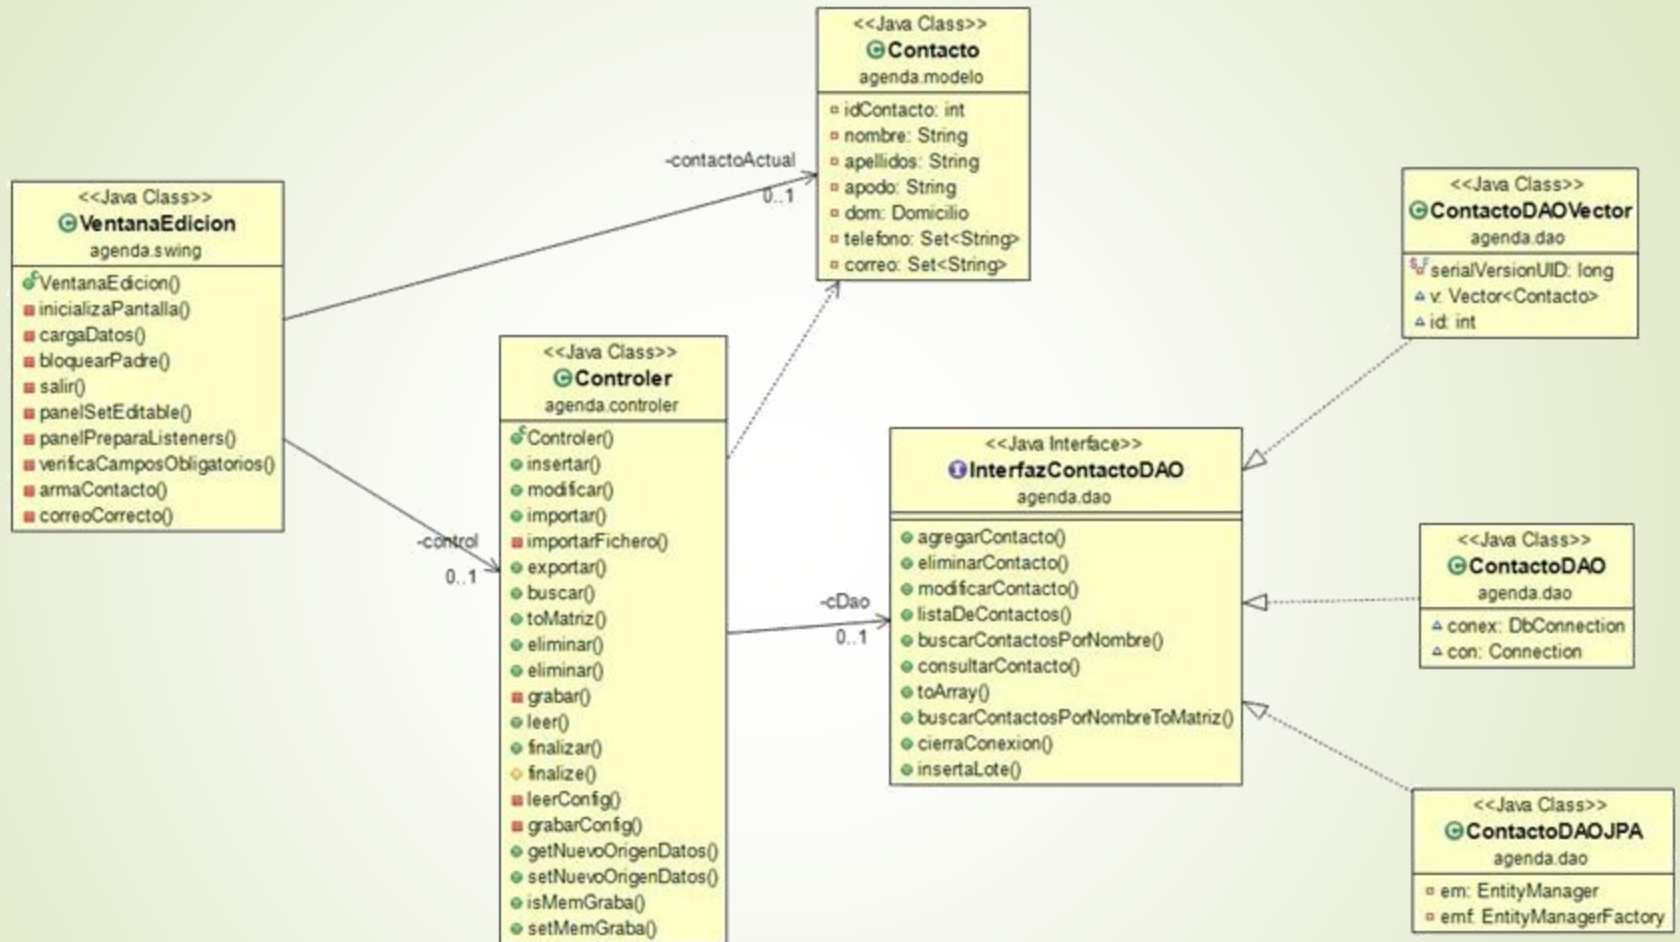 <<Java Class>>
Contacto
agenda.modelo
idContacto: int
nombre: String
apellidos: String
apodo: String
dom: Domicilio
telefono: Set<String>
correo: Set<String>
-contactoActual
0..1
<<Java Class>>
VentanaEdicion
agenda.swing
VentanaEdicion()
inicializaPantalla()
cargaDatos()
bloquearPadre()
salir()
panelSetEditable()
panelPreparaListeners()
verificaCamposObligatorios()
armaContacto()
correoCorrecto()
-control
0..1
<<Java Class>>
Controler
agenda.controler
Controler()
insertar()
modificar()
importar()
importarFichero()
exportar()
buscar()
toMatriz()
eliminar()
eliminar()
grabar()
leer()
finalizar()
finalize()
leerConfig()
grabarConfig()
getNuevoOrigenDatos()
setNuevoOrigenDatos()
isMemGraba()
setMemGraba()
-cDao
0..1
<<Java Interface>>
InterfazContactoDAO
agenda.dao
agregarContacto()
eliminarContacto()
modificarContacto()
listaDeContactos()
buscarContactosPorNombre()
consultarContacto()
toArray()
buscarContactosPorNombreToMatriz()
cierraConexion()
insertaLote()
<<Java Class>>
ContactoDAOVector
agenda.dao
serialVersionUID: long
v: Vector<Contacto>
id: int
<<Java Class>>
ContactoDAO
agenda.dao
conex: DbConnection
con: Connection
<<Java Class>>
ContactoDAOJPA
agenda.dao
em: EntityManager
emf: EntityManagerFactory